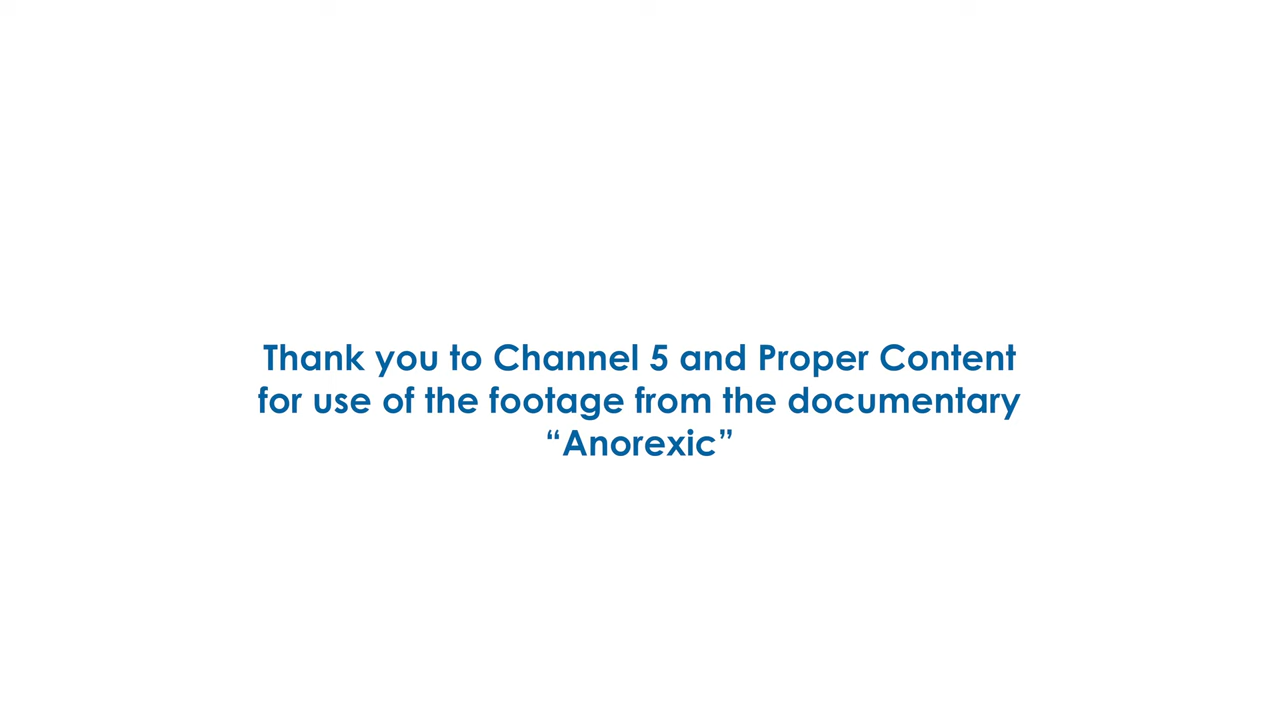 Thank you to Channel 5 and Proper Content
for use of the footage from the documentary
“Anorexic”